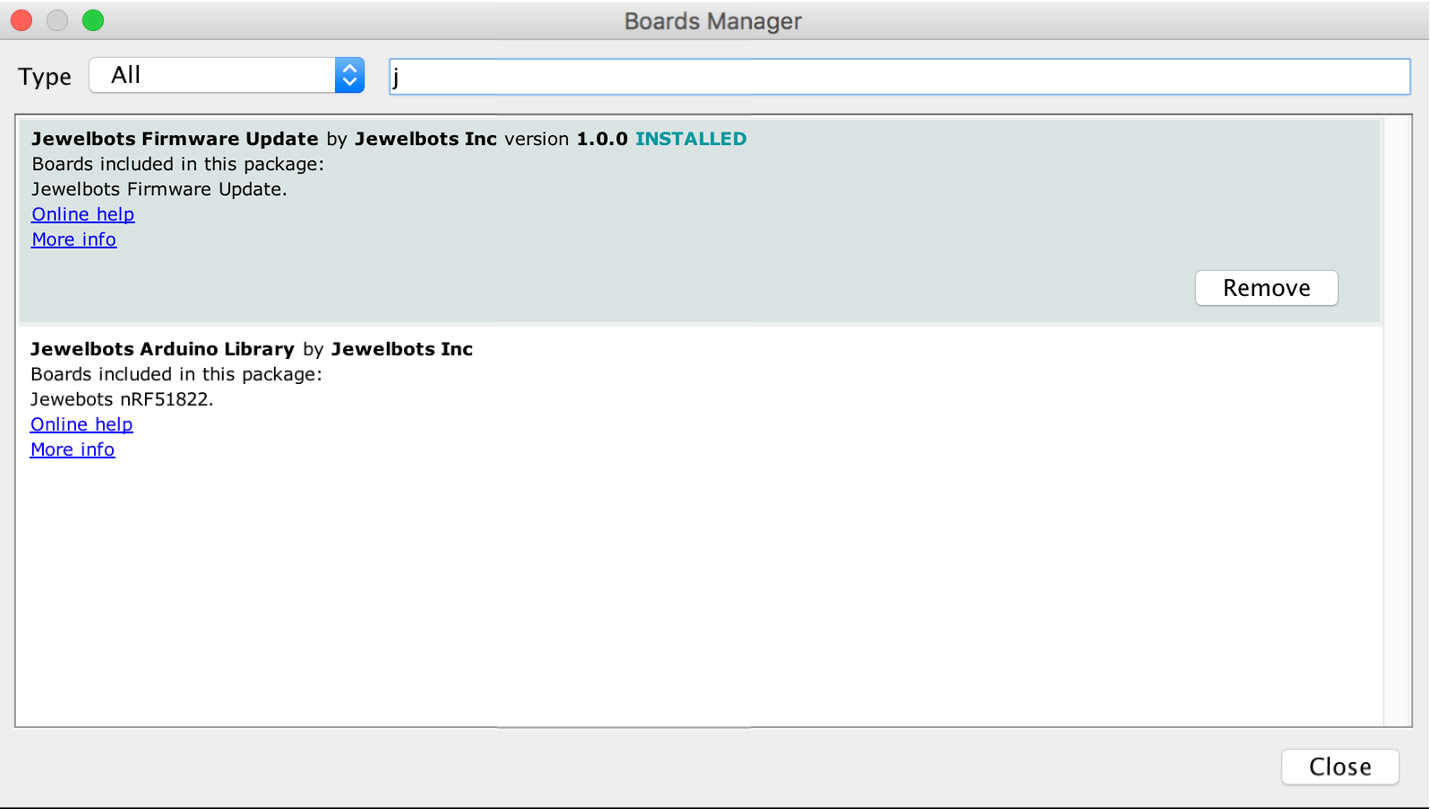 Boards Manager
Type All j
Jewelbots Firmware Update by Jewelbots Inc version 1.0.0 INSTALLED
Boards included in this package:
Jewelbots Firmware Update.
Online help
More info
Remove
Jewelbots Arduino Library by Jewelbots Inc
Boards included in this package:
Jewebots nRF51822.
Online help
More info
Close